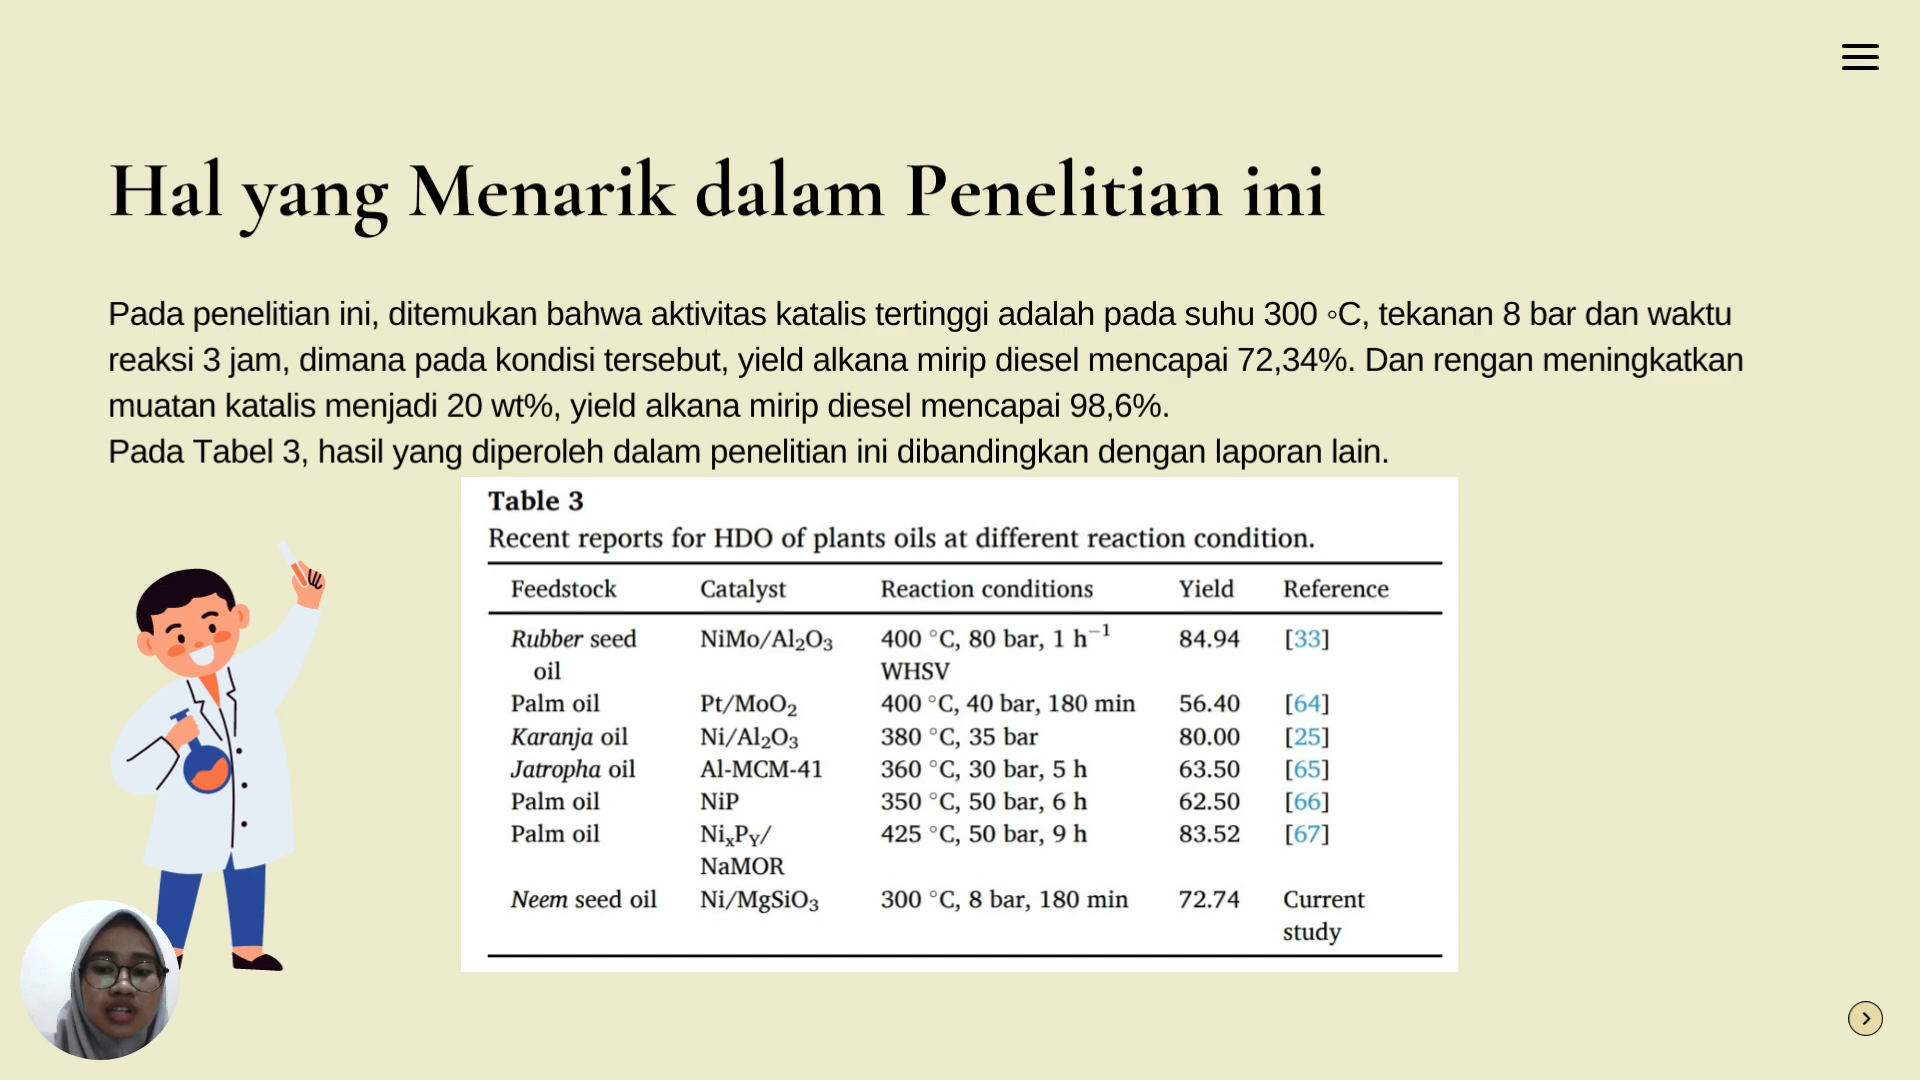 Hal yang Menarik dalam Penelitian ini
Pada penelitian ini, ditemukan bahwa aktivitas katalis tertinggi adalah pada suhu 300 ◦C, tekanan 8 bar dan waktu
reaksi 3 jam, dimana pada kondisi tersebut, yield alkana mirip diesel mencapai 72,34%. Dan rengan meningkatkan
muatan katalis menjadi 20 wt%, yield alkana mirip diesel mencapai 98,6%.
Pada Tabel 3, hasil yang diperoleh dalam penelitian ini dibandingkan dengan laporan lain.
Table 3
Recent reports for HDO of plants oils at different reaction condition.
Feedstock Catalyst Reaction conditions Yield Reference
Rubber seed NiMo/Al₂O₃ 400 °C, 80 bar, 1 h⁻¹ 84.94 [33]
oil WHSV
Palm oil Pt/MoO₂ 400 °C, 40 bar, 180 min 56.40 [64]
Karanja oil Ni/Al₂O₃ 380 °C, 35 bar 80.00 [25]
Jatropha oil Al-MCM-41 360 °C, 30 bar, 5 h 63.50 [65]
Palm oil NiP 350 °C, 50 bar, 6 h 62.50 [66]
Palm oil NiₓPY/ 425 °C, 50 bar, 9 h 83.52 [67]
NaMOR
Neem seed oil Ni/MgSiO₃ 300 °C, 8 bar, 180 min 72.74 Current
study